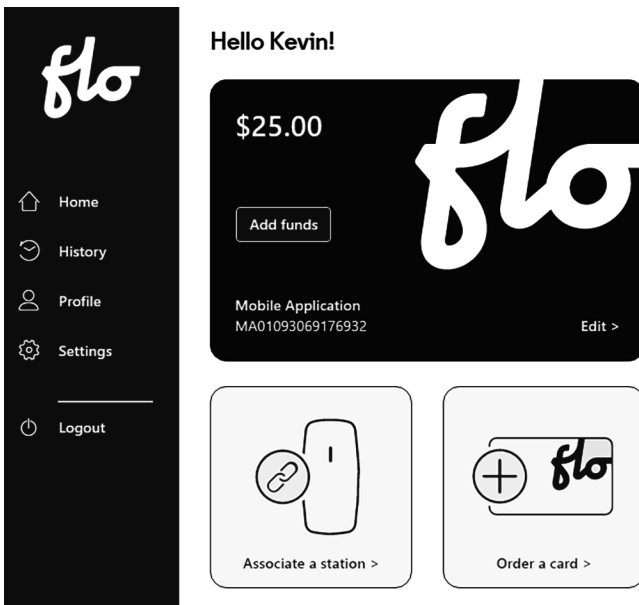 flo
Home
History
Profile
Settings
Logout
Hello Kevin!
$25.00
flo
Add funds
Mobile Application
MA01093069176932
Edit >
Associate a station >
flo
Order a card >